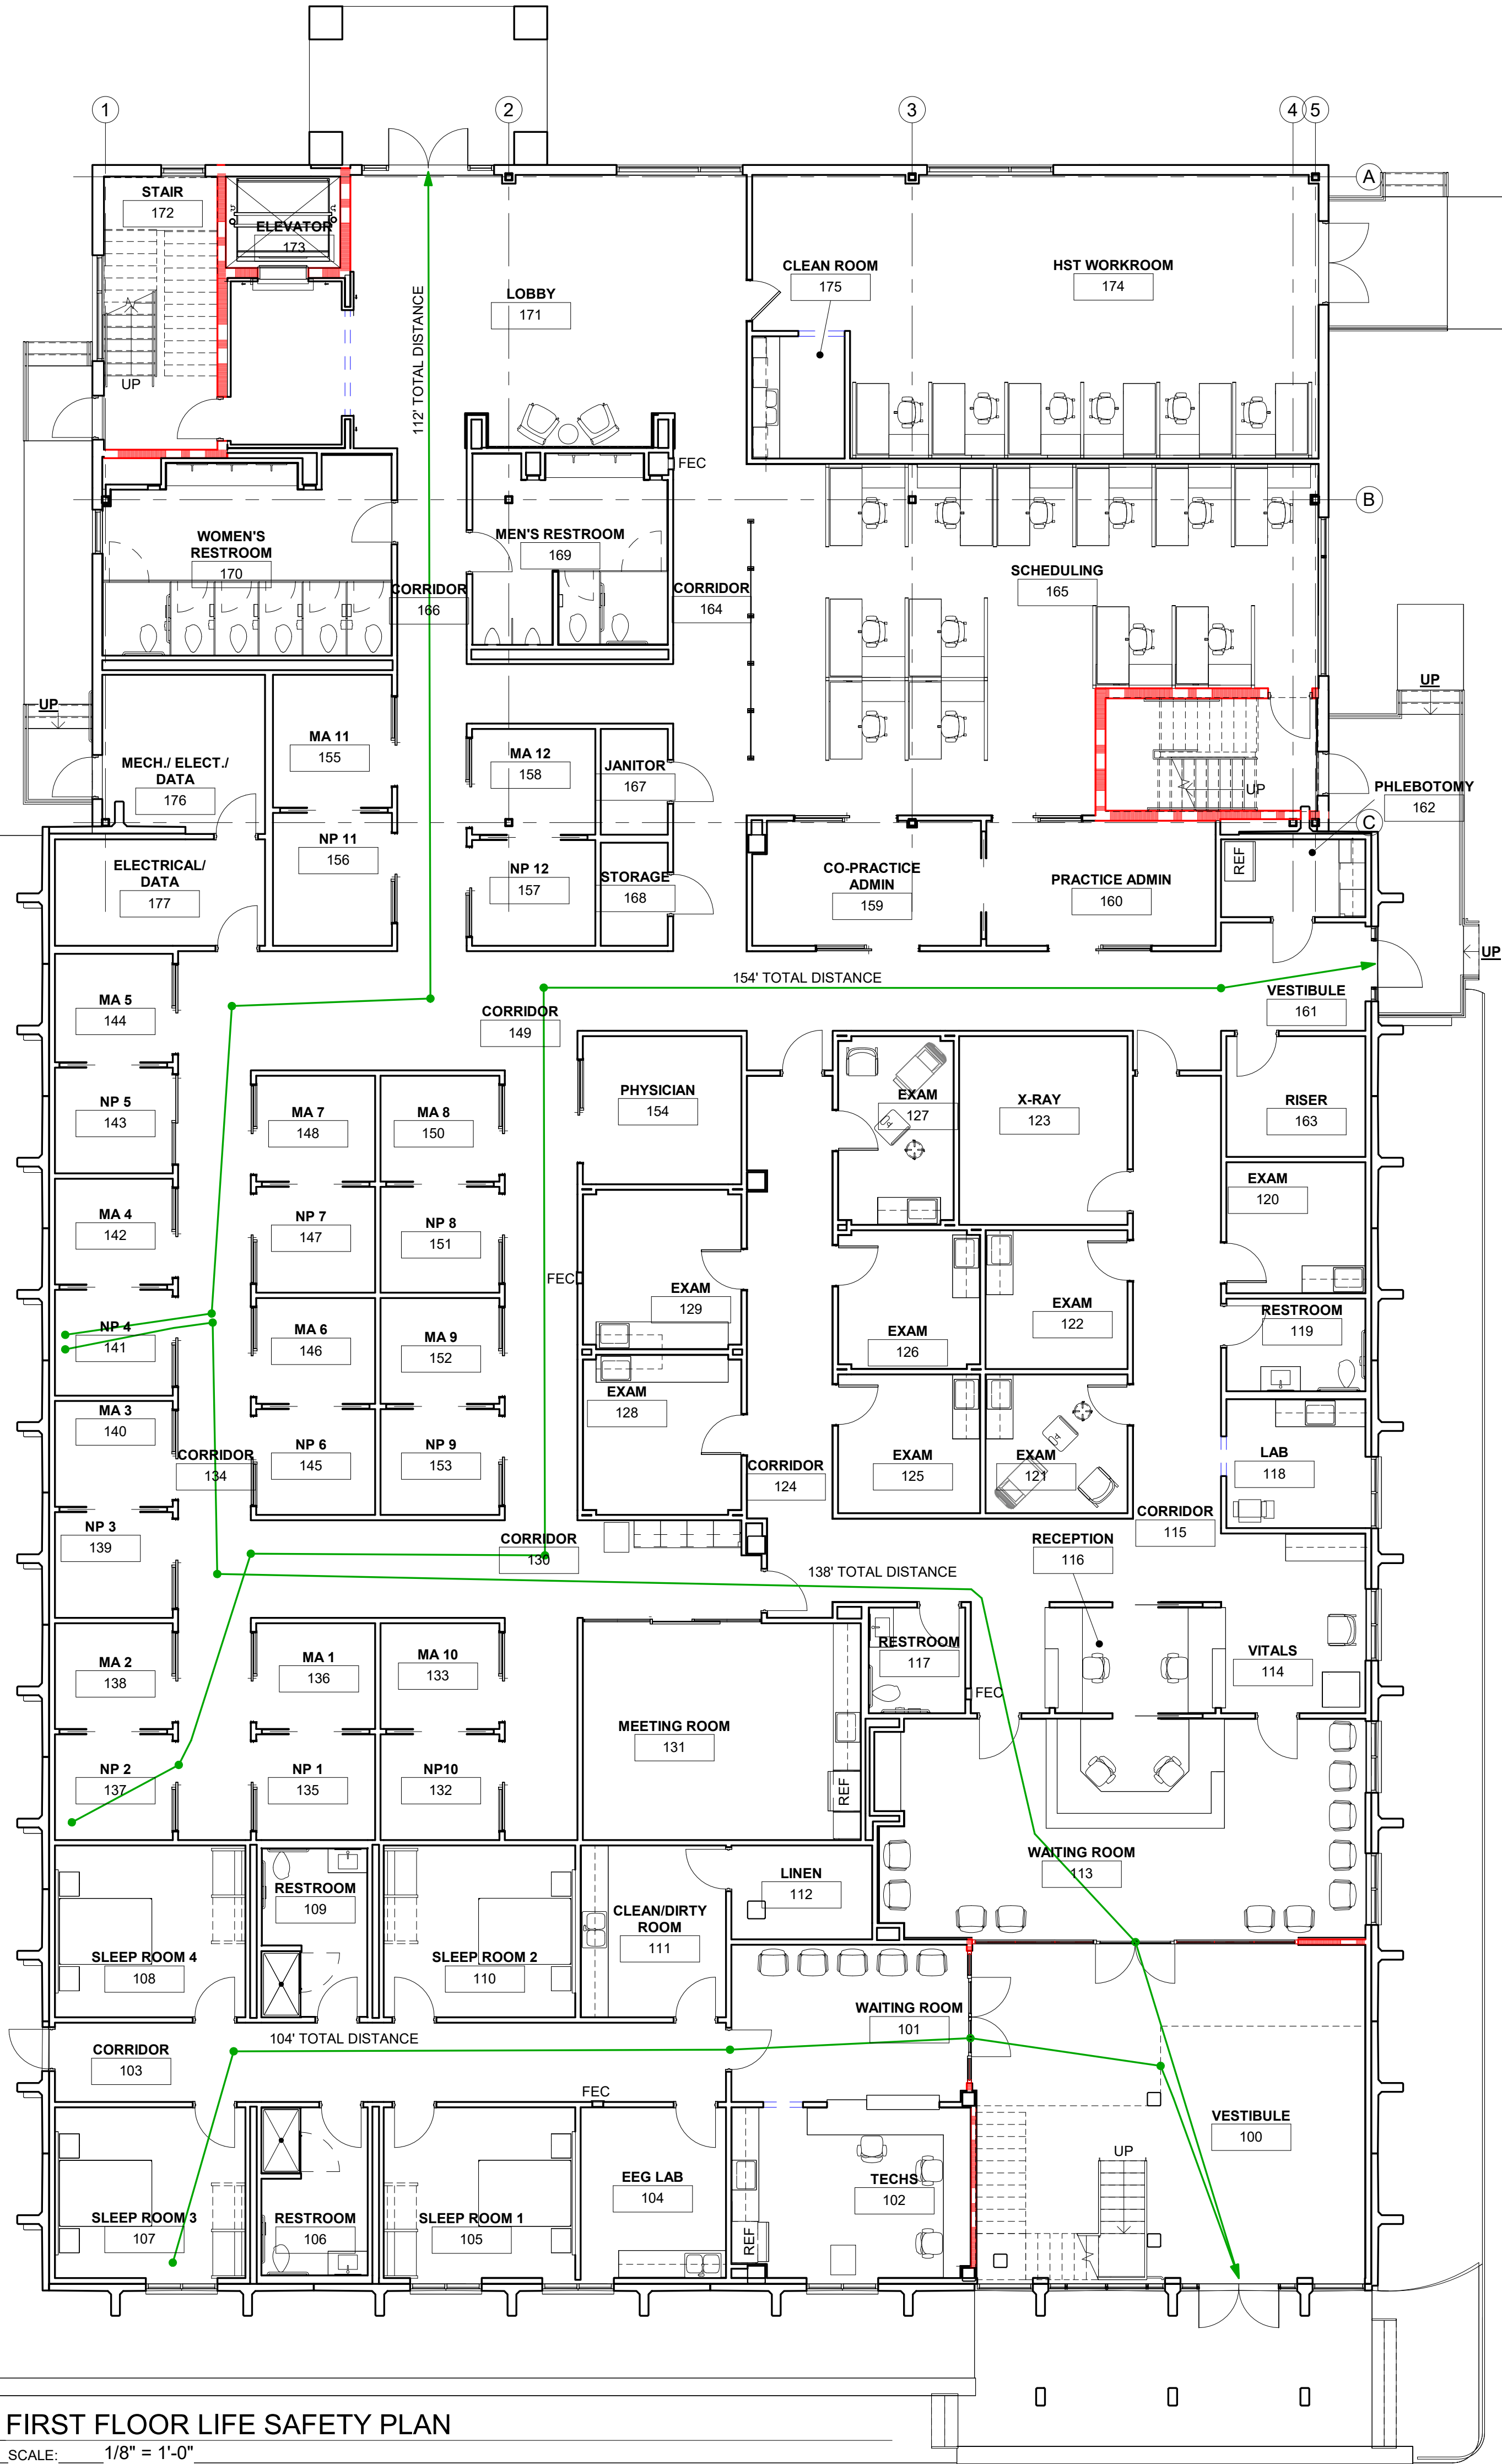 1
2
3
4
5
A
STAIR
172
ELEVATOR
173
112' TOTAL DISTANCE
LOBBY
171
CLEAN ROOM
175
HST WORKROOM
174
UP
FEC
B
WOMEN'S
RESTROOM
170
MEN'S RESTROOM
169
CORRIDOR
166
CORRIDOR
164
SCHEDULING
165
UP
UP
MECH./ ELECT./
DATA
176
MA 11
155
MA 12
158
JANITOR
167
UP
PHLEBOTOMY
162
C
ELECTRICAL/
DATA
177
NP 11
156
NP 12
157
STORAGE
168
CO-PRACTICE
ADMIN
159
PRACTICE ADMIN
160
REF
UP
154' TOTAL DISTANCE
VESTIBULE
161
MA 5
144
CORRIDOR
149
NP 5
143
MA 7
148
MA 8
150
PHYSICIAN
154
EXAM
127
X-RAY
123
RISER
163
MA 4
142
NP 7
147
NP 8
151
EXAM
120
FEC
EXAM
129
NP 4
141
MA 6
146
MA 9
152
EXAM
126
EXAM
122
RESTROOM
119
MA 3
140
EXAM
128
CORRIDOR
134
NP 6
145
NP 9
153
CORRIDOR
124
EXAM
125
EXAM
121
LAB
118
NP 3
139
CORRIDOR
130
RECEPTION
116
CORRIDOR
115
138' TOTAL DISTANCE
MA 2
138
MA 1
136
MA 10
133
RESTROOM
117
VITALS
114
FEC
MEETING ROOM
131
NP 2
137
NP 1
135
NP10
132
REF
WAITING ROOM
113
RESTROOM
109
LINEN
112
CLEAN/DIRTY
ROOM
111
SLEEP ROOM 4
108
SLEEP ROOM 2
110
WAITING ROOM
101
104' TOTAL DISTANCE
CORRIDOR
103
FEC
VESTIBULE
100
UP
EEG LAB
104
TECHS
102
SLEEP ROOM 3
107
RESTROOM
106
SLEEP ROOM 1
105
REF
FIRST FLOOR LIFE SAFETY PLAN
SCALE: 1/8" = 1'-0"